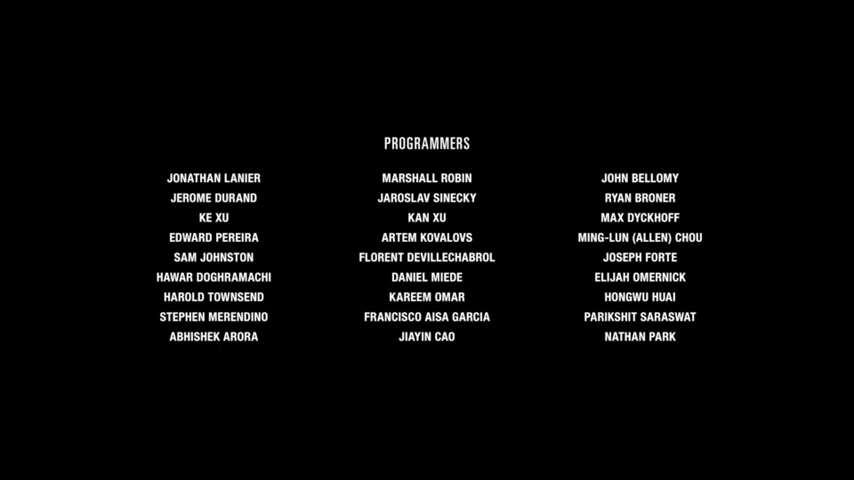 PROGRAMMERS
JONATHAN LANIER MARSHALL ROBIN JOHN BELLOMY
JEROME DURAND JAROSLAV SINECKY RYAN BRONER
KE XU KAN XU MAX DYCKHOFF
EDWARD PEREIRA ARTEM KOVALOVS MING-LUN (ALLEN) CHOU
SAM JOHNSTON FLORENT DEVILLECHABROL JOSEPH FORTE
HAWAR DOGHRAMACHI DANIEL MIEDE ELIJAH OMERNICK
HAROLD TOWNSEND KAREEM OMAR HONGWU HUAI
STEPHEN MERENDINO FRANCISCO AISA GARCIA PARIKSHIT SARASWAT
ABHISHEK ARORA JIAYIN CAO NATHAN PARK